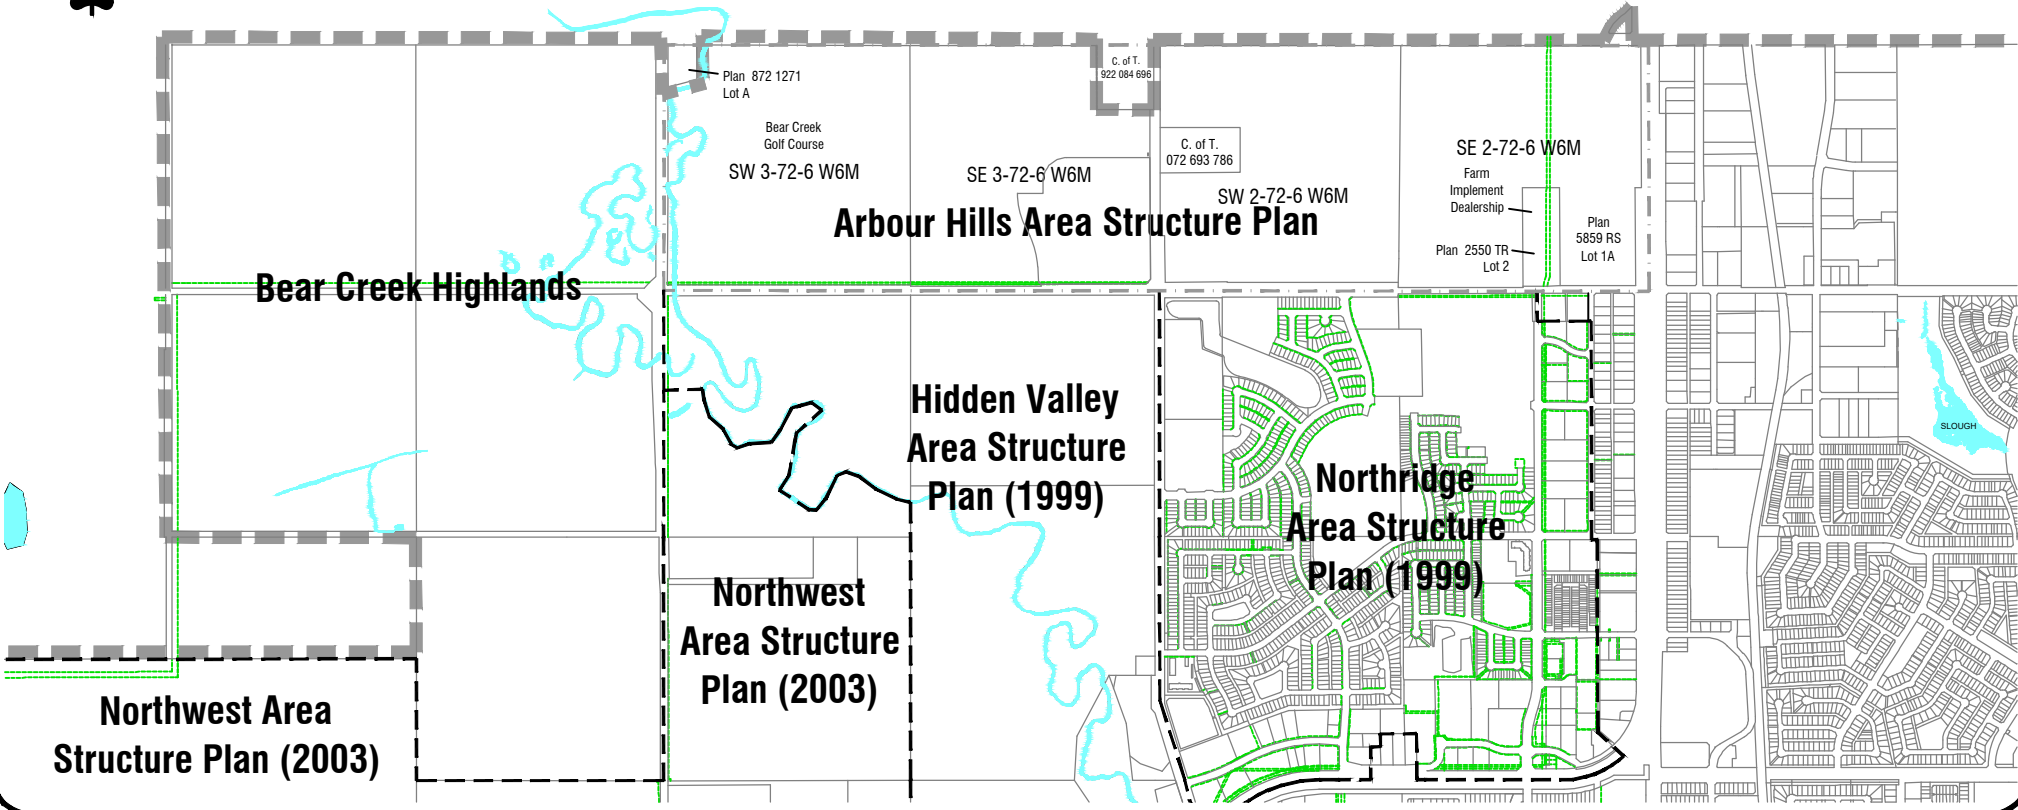 C. of T.
922 084 696
Plan 872 1271
Lot A
Bear Creek
Golf Course
SW 3-72-6 W6M
SE 3-72-6 W6M
C. of T.
072 693 786
SW 2-72-6 W6M
SE 2-72-6 W6M
Farm
Implement
Dealership
Plan 2550 TR
Lot 2
Plan
5859 RS
Lot 1A
Arbour Hills Area Structure Plan
Bear Creek Highlands
Hidden Valley
Area Structure
Plan (1999)
Northridge
Area Structure
Plan (1999)
SLOUGH
Northwest
Area Structure
Plan (2003)
Northwest Area
Structure Plan (2003)